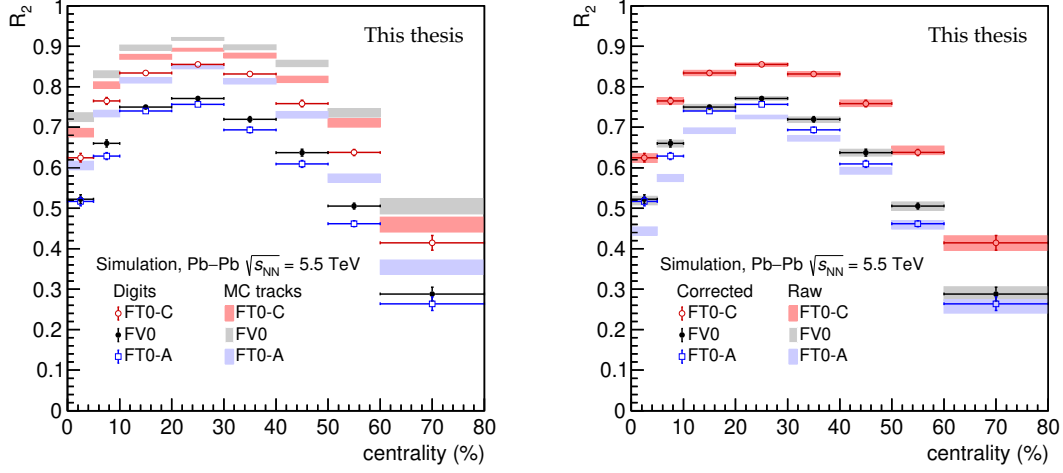 R2
1
0.9
0.8
0.7
0.6
0.5
0.4
0.3
0.2
0.1
0
This thesis
Simulation, Pb–Pb √sNN = 5.5 TeV
Digits MC tracks
FT0-C FT0-C
FV0 FV0
FT0-A FT0-A
0 10 20 30 40 50 60 70 80
centrality (%)
R2
1
0.9
0.8
0.7
0.6
0.5
0.4
0.3
0.2
0.1
0
This thesis
Simulation, Pb–Pb √sNN = 5.5 TeV
Corrected Raw
FT0-C FT0-C
FV0 FV0
FT0-A FT0-A
0 10 20 30 40 50 60 70 80
centrality (%)